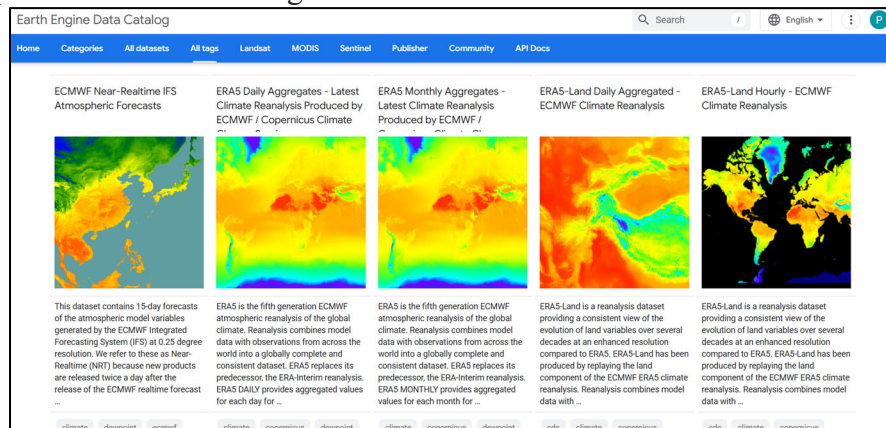 Earth Engine Data Catalog
Search
/
English
P
Home Categories All datasets All tags Landsat MODIS Sentinel Publisher Community API Docs
ECMWF Near-Realtime IFS
Atmospheric Forecasts
ERA5 Daily Aggregates - Latest
Climate Reanalysis Produced by
ECMWF / Copernicus Climate
ERA5 Monthly Aggregates -
Latest Climate Reanalysis
Produced by ECMWF /
ERA5-Land Daily Aggregated -
ECMWF Climate Reanalysis
ERA5-Land Hourly - ECMWF
Climate Reanalysis
This dataset contains 15-day forecasts
of the atmospheric model variables
generated by the ECMWF Integrated
Forecasting System (IFS) at 0.25 degree
resolution. We refer to these as Near-
Realtime (NRT) because new products
are released twice a day after the
release of the ECMWF realtime forecast
...
ERA5 is the fifth generation ECMWF
atmospheric reanalysis of the global
climate. Reanalysis combines model
data with observations from across the
world into a globally complete and
consistent dataset. ERA5 replaces its
predecessor, the ERA-Interim reanalysis.
ERA5 DAILY provides aggregated values
for each day for ...
ERA5 is the fifth generation ECMWF
atmospheric reanalysis of the global
climate. Reanalysis combines model
data with observations from across the
world into a globally complete and
consistent dataset. ERA5 replaces its
predecessor, the ERA-Interim reanalysis.
ERA5 MONTHLY provides aggregated
values for each month for ...
ERA5-Land is a reanalysis dataset
providing a consistent view of the
evolution of land variables over several
decades at an enhanced resolution
compared to ERA5. ERA5-Land has been
produced by replaying the land
component of the ECMWF ERA5 climate
reanalysis. Reanalysis combines model
data with ...
ERA5-Land is a reanalysis dataset
providing a consistent view of the
evolution of land variables over several
decades at an enhanced resolution
compared to ERA5. ERA5-Land has been
produced by replaying the land
component of the ECMWF ERA5 climate
reanalysis. Reanalysis combines model
data with ...
climate dewpoint ecmwf
climate copernicus dewpoint
climate copernicus dewpoint
cds climate copernicus
cds climate copernicus